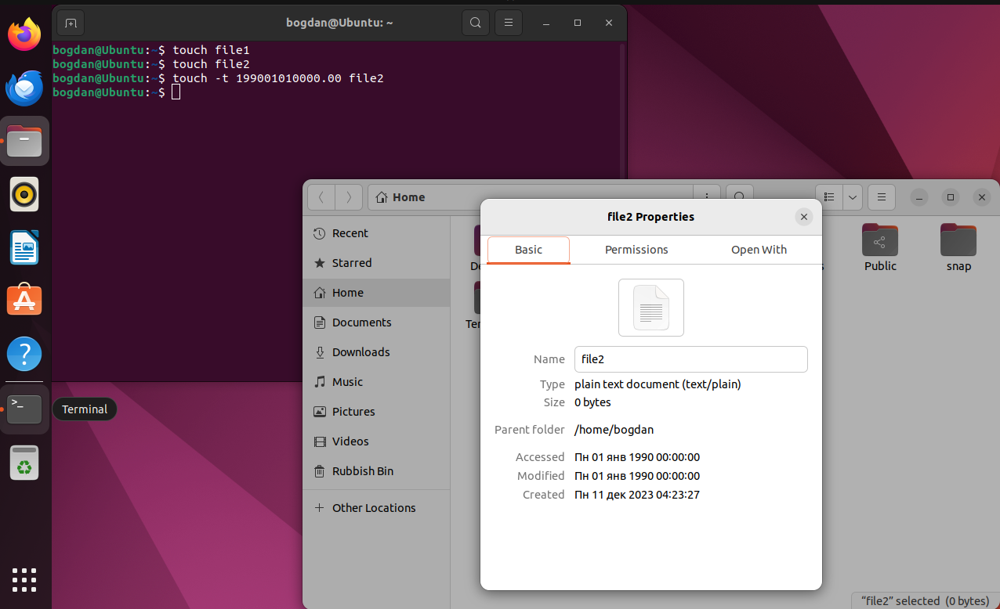 bogdan@Ubuntu: ~
bogdan@Ubuntu:~$ touch file1
bogdan@Ubuntu:~$ touch file2
bogdan@Ubuntu:~$ touch -t 199001010000.00 file2
bogdan@Ubuntu:~$
Home
file2 Properties
Basic
Permissions
Open With
Recent
Starred
Home
Documents
Downloads
Music
Pictures
Videos
Rubbish Bin
Other Locations
Public
snap
Name file2
Type plain text document (text/plain)
Size 0 bytes
Parent folder /home/bogdan
Accessed Пн 01 янв 1990 00:00:00
Modified Пн 01 янв 1990 00:00:00
Created Пн 11 дек 2023 04:23:27
Terminal
"file2" selected (0 bytes)